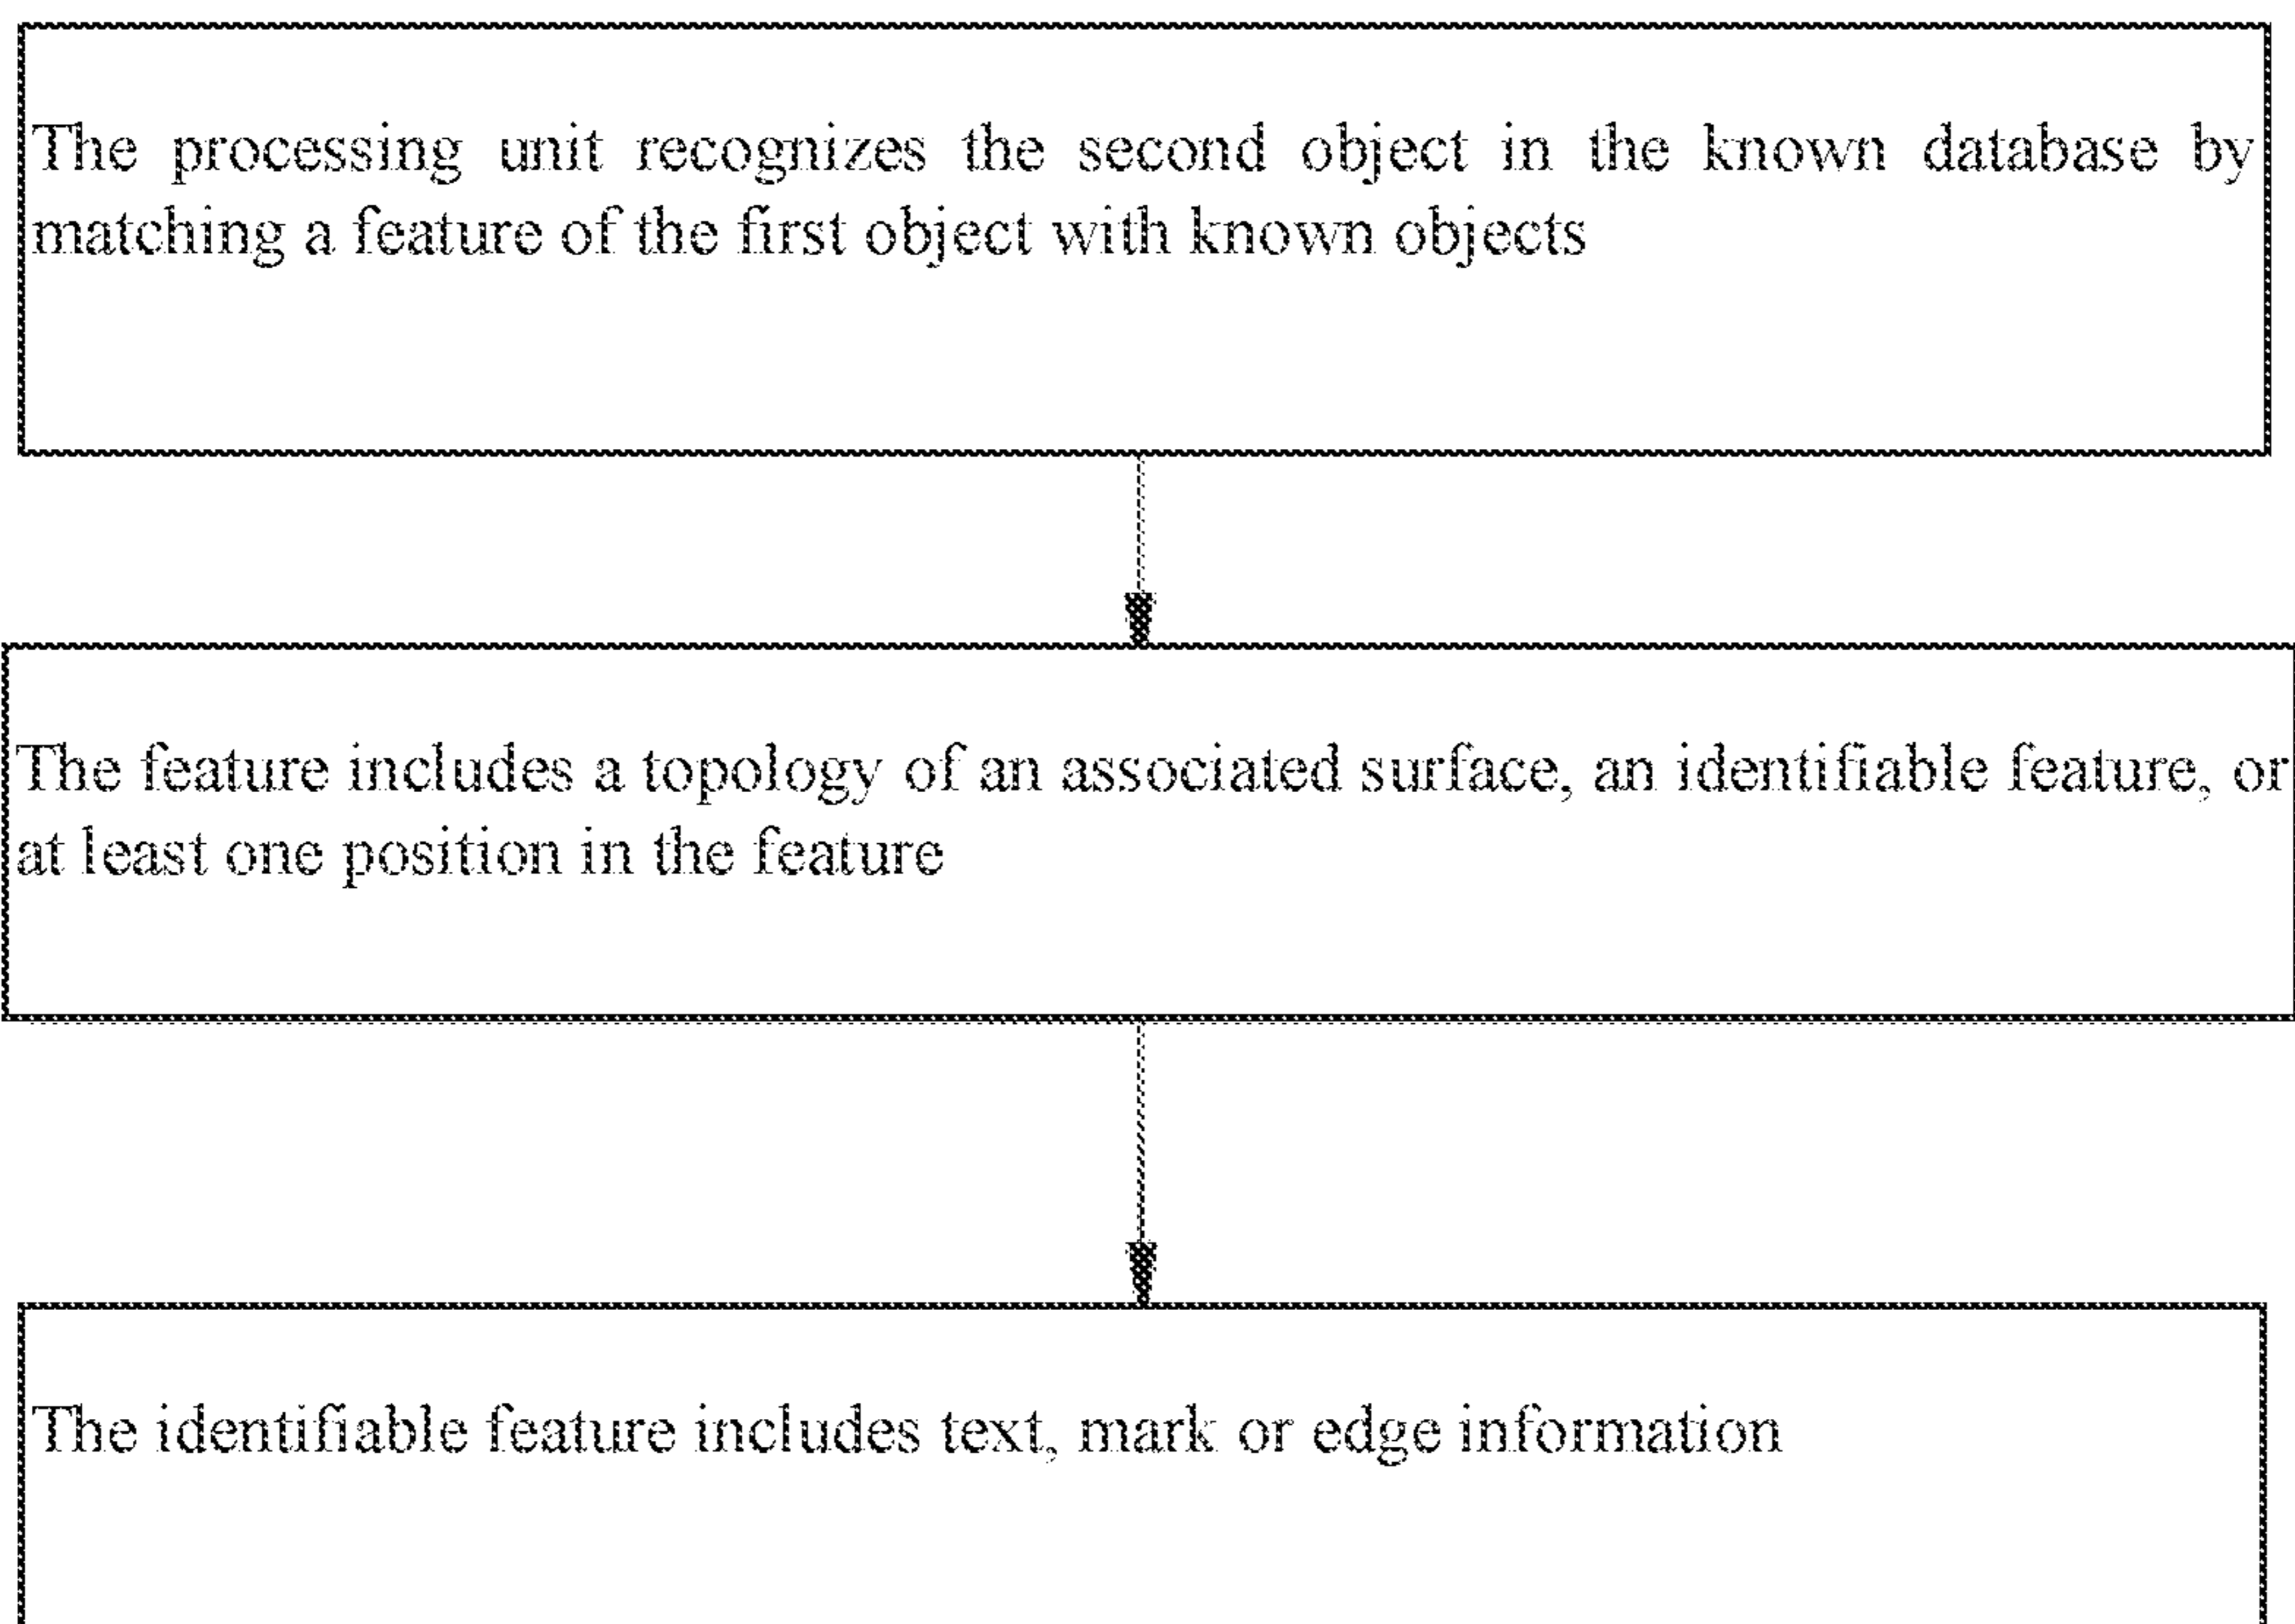 The processing unit recognizes the second object in the known database by
matching a feature of the first object with known objects
The feature includes a topology of an associated surface, an identifiable feature, or
at least one position in the feature
The identifiable feature includes text, mark or edge information